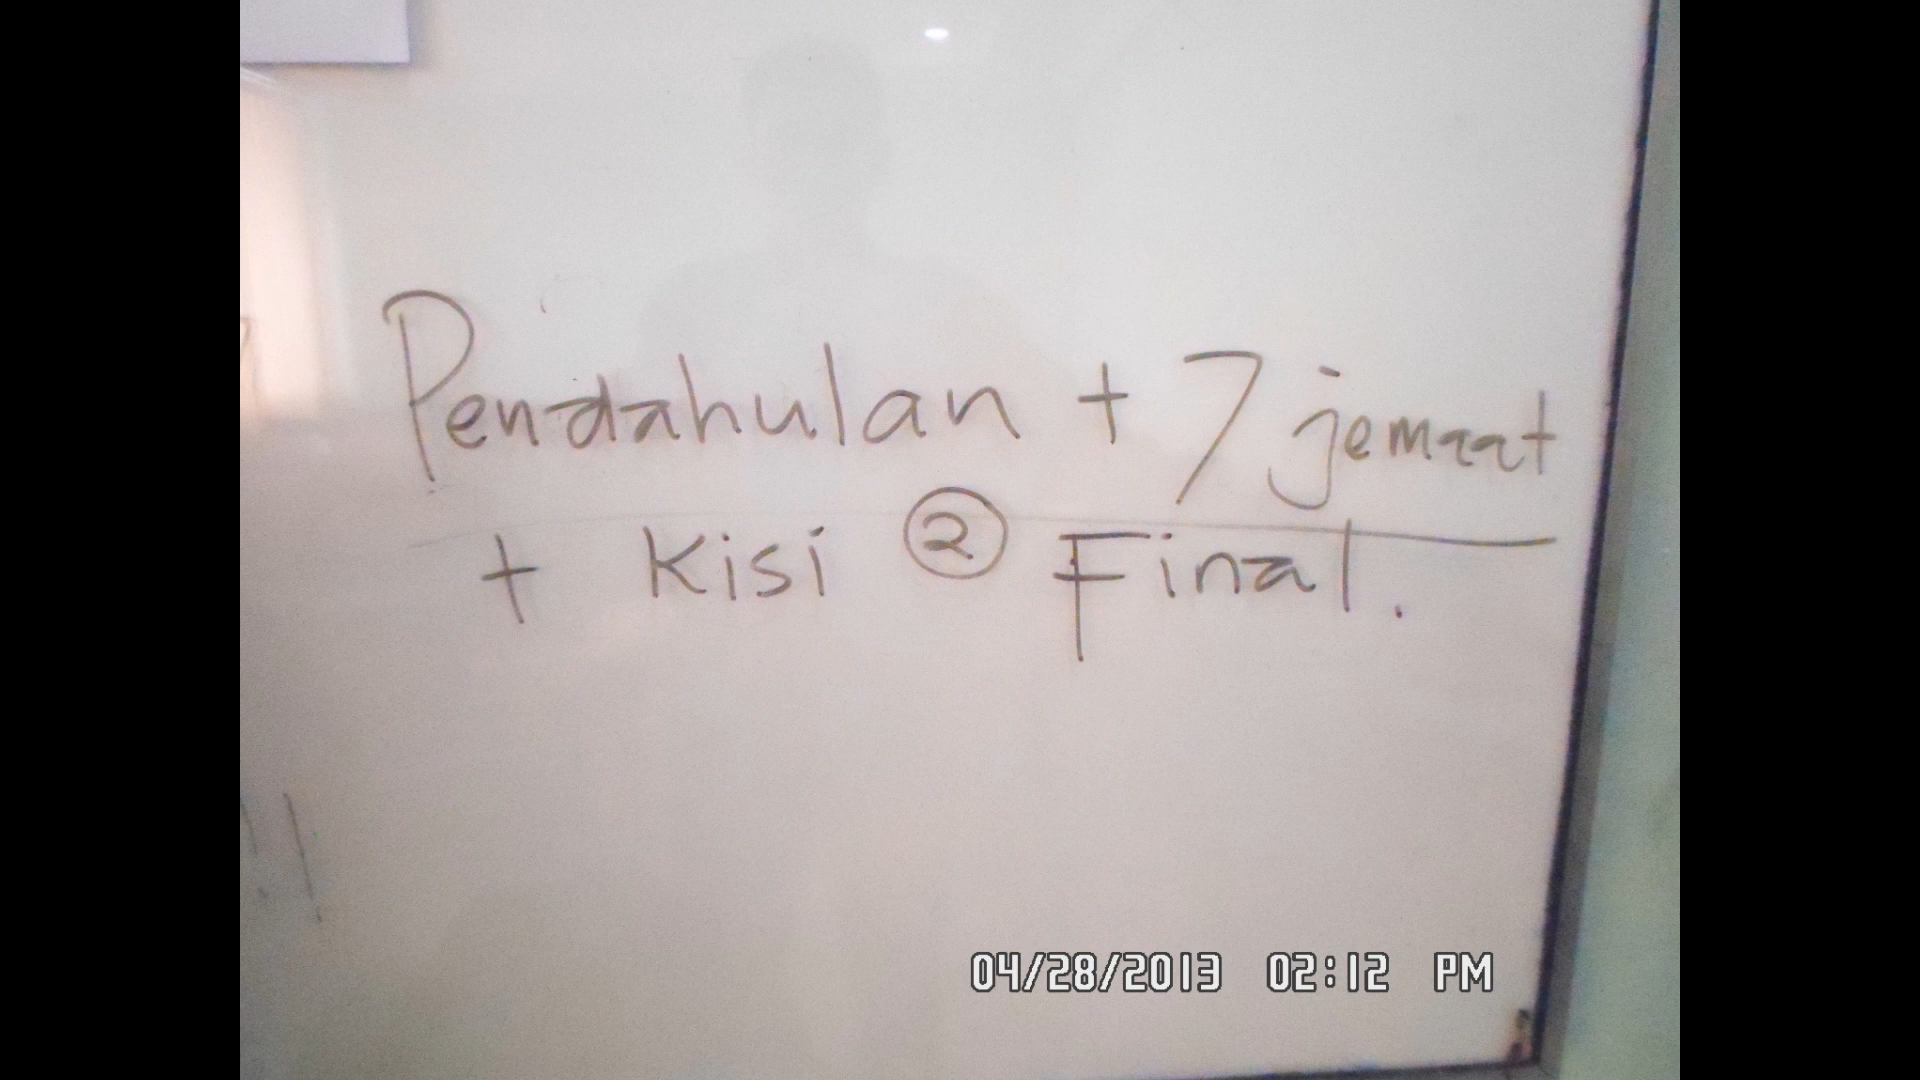 Pendahulan + 7 jemaat
+ Kisi ② Final.
04/28/2013 02:12 PM